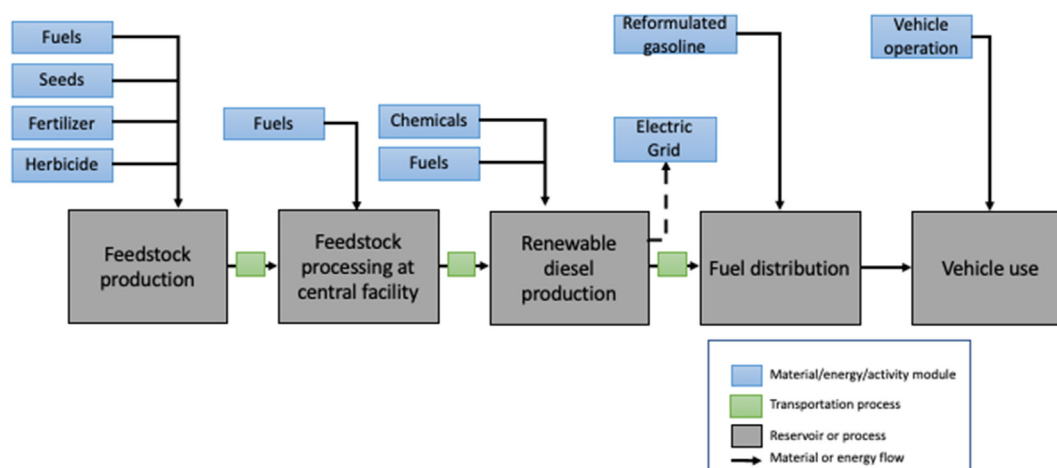 Fuels
Seeds
Fertilizer
Herbicide
Fuels
Chemicals
Fuels
Electric
Grid
Reformulated
gasoline
Vehicle
operation
Feedstock
production
Feedstock
processing at
central facility
Renewable
diesel
production
Fuel distribution
Vehicle use
Material/energy/activity module
Transportation process
Reservoir or process
Material or energy flow